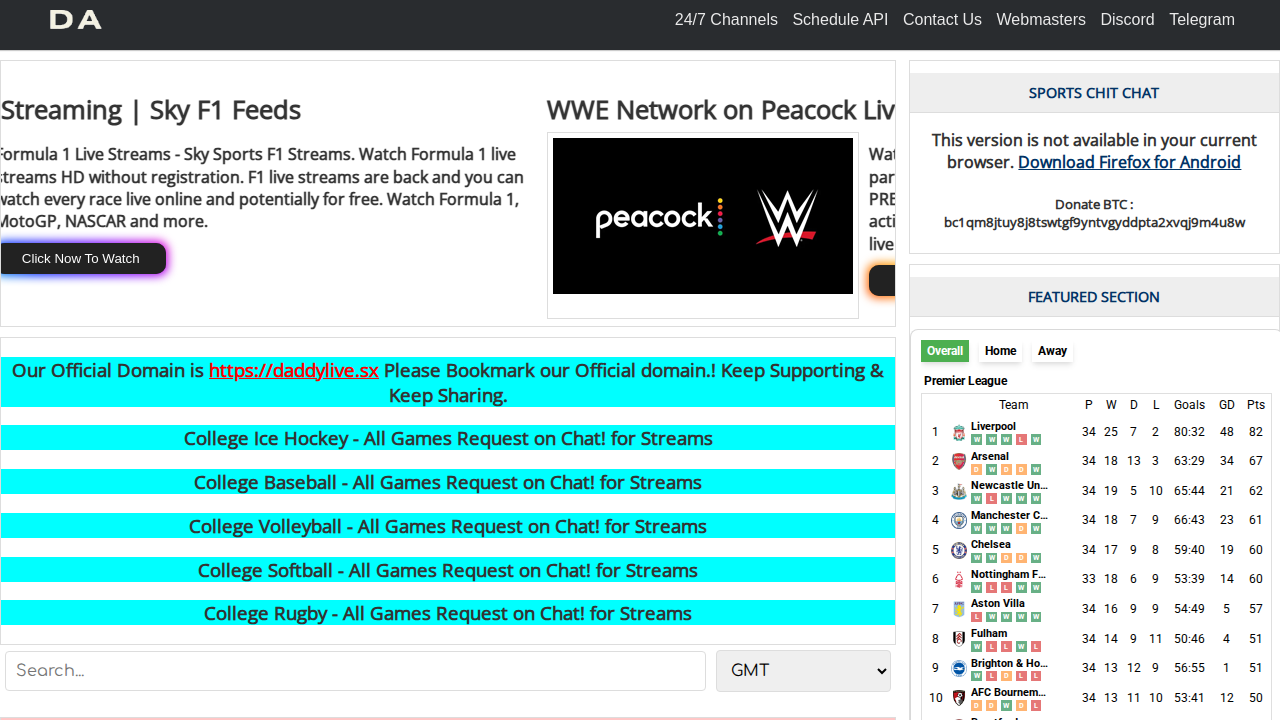 DA
24/7 Channels Schedule API Contact Us Webmasters Discord Telegram
Streaming | Sky F1 Feeds
Formula 1 Live Streams - Sky Sports F1 Streams. Watch Formula 1 live
streams HD without registration. F1 live streams are back and you can
watch every race live online and potentially for free. Watch Formula 1,
MotoGP, NASCAR and more.
Click Now To Watch
WWE Network on Peacock Liv
peacock W
Wat
par
PRE
acti
live
Our Official Domain is https://daddylive.sx Please Bookmark our Official domain.! Keep Supporting &
Keep Sharing.
College Ice Hockey - All Games Request on Chat! for Streams
College Baseball - All Games Request on Chat! for Streams
College Volleyball - All Games Request on Chat! for Streams
College Softball - All Games Request on Chat! for Streams
College Rugby - All Games Request on Chat! for Streams
Search...
GMT
SPORTS CHIT CHAT
This version is not available in your current
browser. Download Firefox for Android
Donate BTC :
bc1qm8jtuy8j8tswtgf9yntvgyddpta2xvqj9m4u8w
FEATURED SECTION
Overall Home Away
Premier League
Team P W D L Goals GD Pts
1 Liverpool 34 25 7 2 80:32 48 82
W W W L W
2 Arsenal 34 18 13 3 63:29 34 67
D W D D W
3 Newcastle Un... 34 19 5 10 65:44 21 62
W L W W W
4 Manchester C... 34 18 7 9 66:43 23 61
W W W D W
5 Chelsea 34 17 9 8 59:40 19 60
W W D D W
6 Nottingham F... 33 18 6 9 53:39 14 60
W L L W W
7 Aston Villa 34 16 9 9 54:49 5 57
L W W W W
8 Fulham 34 14 9 11 50:46 4 51
W L L W L
9 Brighton & Ho... 34 13 12 9 56:55 1 51
W L D L L
10 AFC Bournem... 34 13 11 10 53:41 12 50
D D W D L